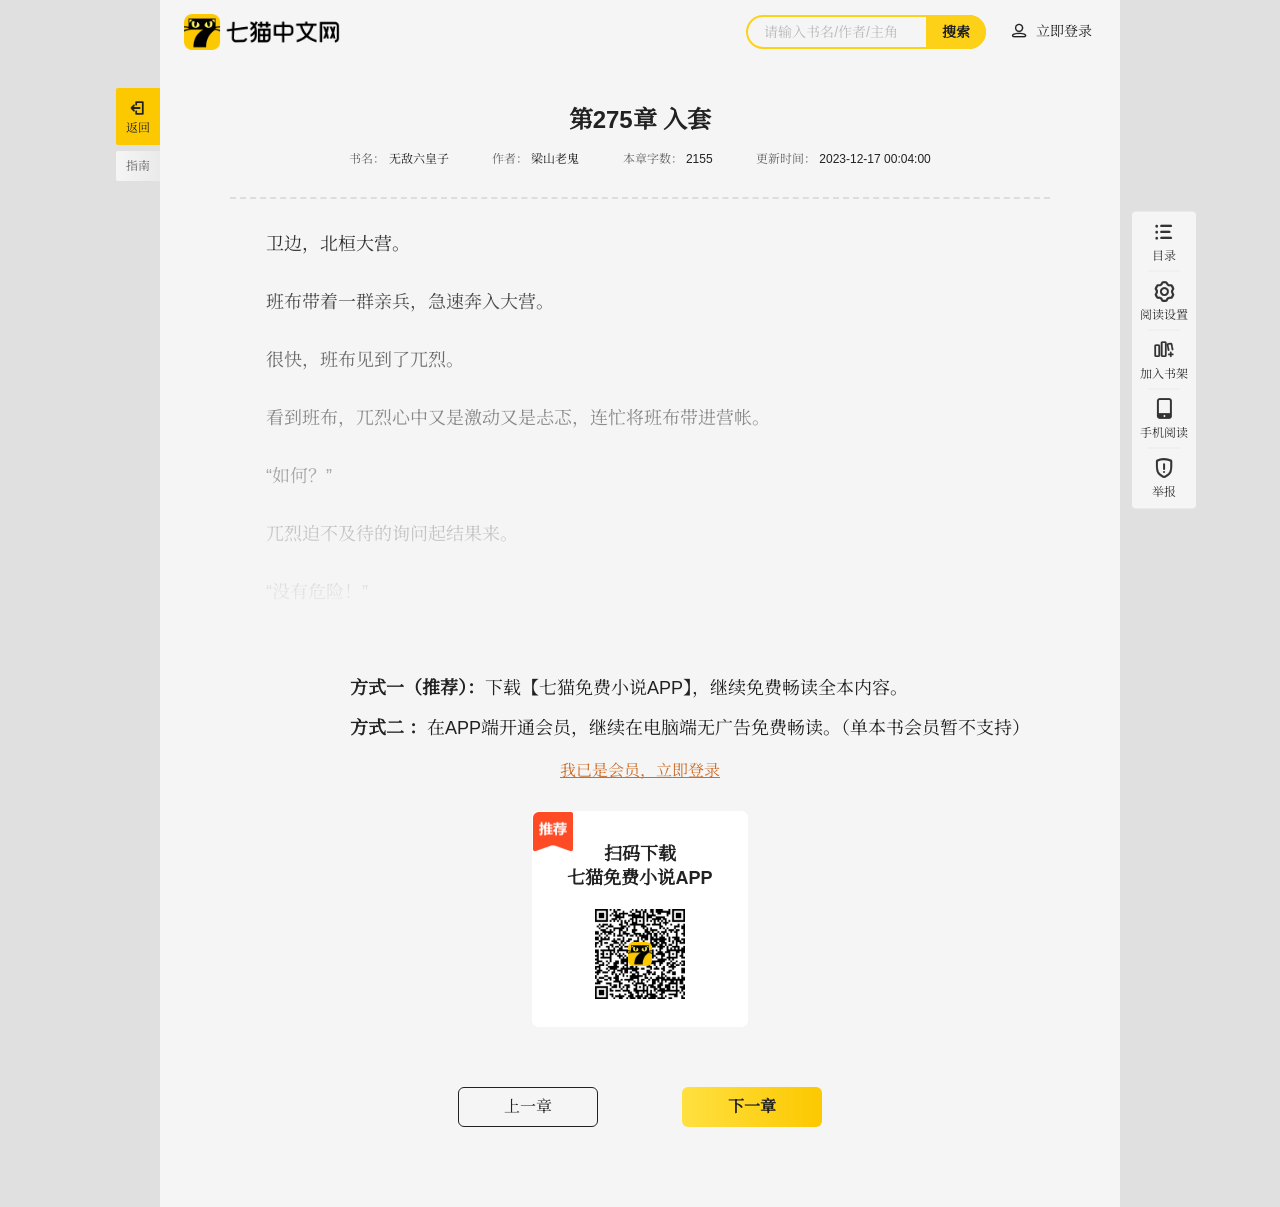 七猫中文网
请输入书名/作者/主角
搜索
立即登录
返回
指南
第275章 入套
书名： 无敌六皇子 作者： 梁山老鬼 本章字数： 2155 更新时间： 2023-12-17 00:04:00
卫边，北桓大营。
班布带着一群亲兵，急速奔入大营。
很快，班布见到了兀烈。
看到班布，兀烈心中又是激动又是忐忑，连忙将班布带进营帐。
“如何？”
兀烈迫不及待的询问起结果来。
“没有危险！”
目录
阅读设置
加入书架
手机阅读
举报
方式一（推荐）：下载【七猫免费小说APP】，继续免费畅读全本内容。
方式二 ：在APP端开通会员，继续在电脑端无广告免费畅读。（单本书会员暂不支持）
我已是会员，立即登录
推荐
扫码下载
七猫免费小说APP
上一章
下一章